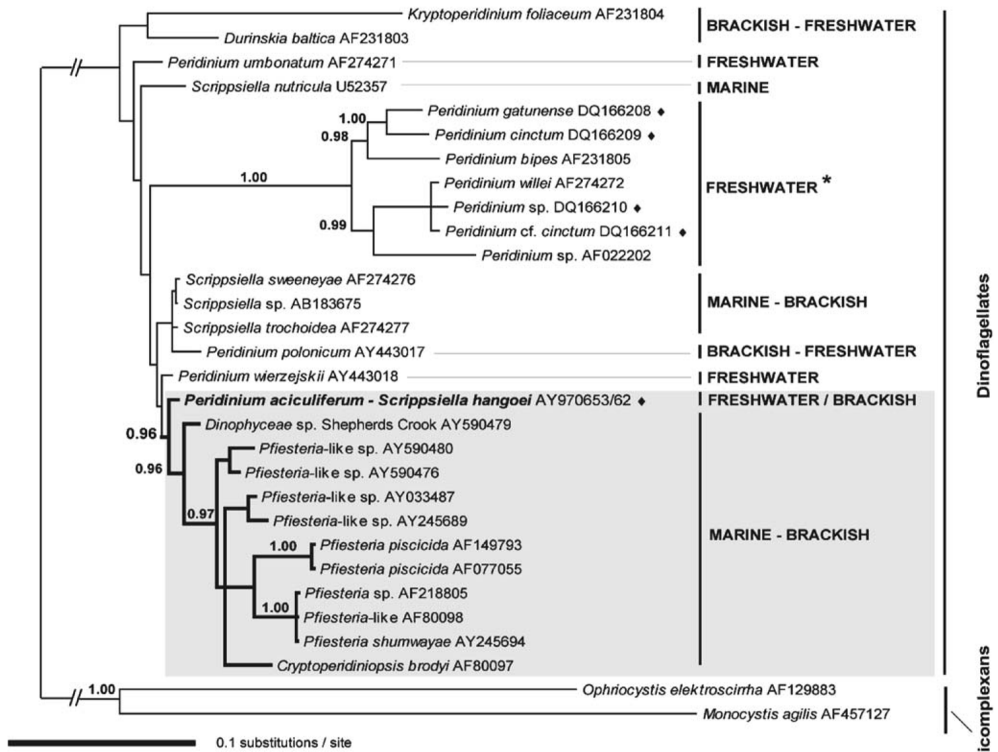 Kryptoperidinium foliaceum AF231804
BRACKISH - FRESHWATER
Durinskia baltica AF231803
Peridinium umbonatum AF274271
FRESHWATER
Scrippsiella nutricula U52357
MARINE
Peridinium gatunense DQ166208 ♦
1.00
0.98
Peridinium cinctum DQ166209 ♦
Peridinium bipes AF231805
1.00
Peridinium willei AF274272
FRESHWATER *
Peridinium sp. DQ166210 ♦
0.99
Peridinium cf. cinctum DQ166211 ♦
Peridinium sp. AF022202
Scrippsiella sweeneyae AF274276
Scrippsiella sp. AB183675
MARINE - BRACKISH
Scrippsiella trochoidea AF274277
Peridinium polonicum AY443017
BRACKISH - FRESHWATER
Peridinium wierzejskii AY443018
FRESHWATER
Peridinium aciculiferum - Scrippsiella hangoei AY970653/62 ♦
FRESHWATER / BRACKISH
Dinophyceae sp. Shepherds Crook AY590479
0.96
Pfiesteria-like sp. AY590480
0.96
Pfiesteria-like sp. AY590476
Pfiesteria-like sp. AY033487
0.97
Pfiesteria-like sp. AY245689
MARINE - BRACKISH
1.00
Pfiesteria piscicida AF149793
Pfiesteria piscicida AF077055
Pfiesteria sp. AF218805
1.00
Pfiesteria-like AF80098
Pfiesteria shumwayae AY245694
Cryptoperidiniopsis brodyi AF80097
Dinoflagellates
1.00
Ophriocystis elektroscirrha AF129883
Monocystis agilis AF457127
icomplexans
0.1 substitutions / site